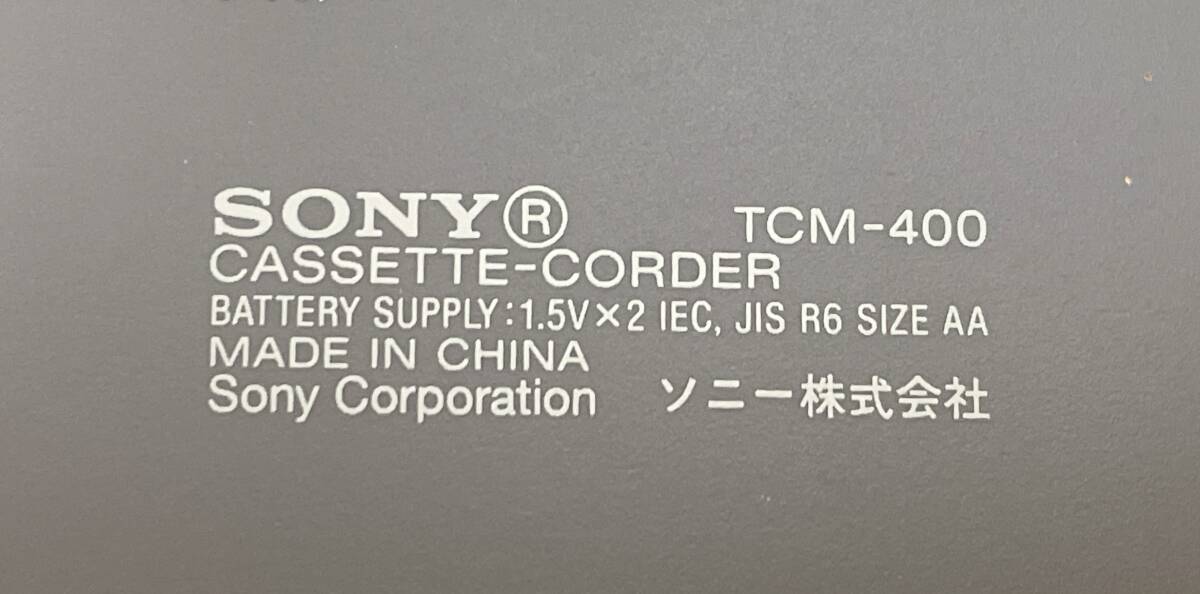 SONY® TCM-400
CASSETTE-CORDER
BATTERY SUPPLY:1.5V×2 IEC, JIS R6 SIZE AA
MADE IN CHINA
Sony Corporation ソニー株式会社